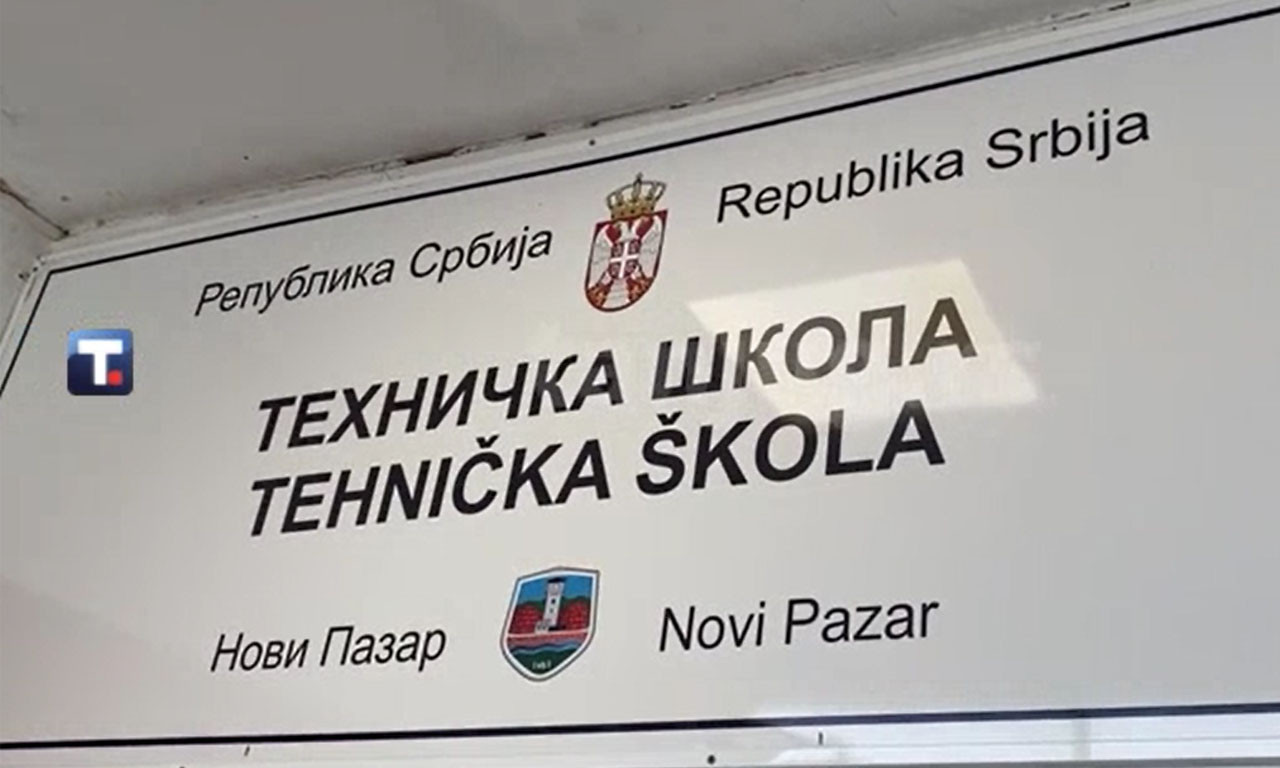 Република Србија Republika Srbija
ТЕХНИЧКА ШКОЛА
TEHNIČKA ŠKOLA
Нови Пазар Novi Pazar
T.